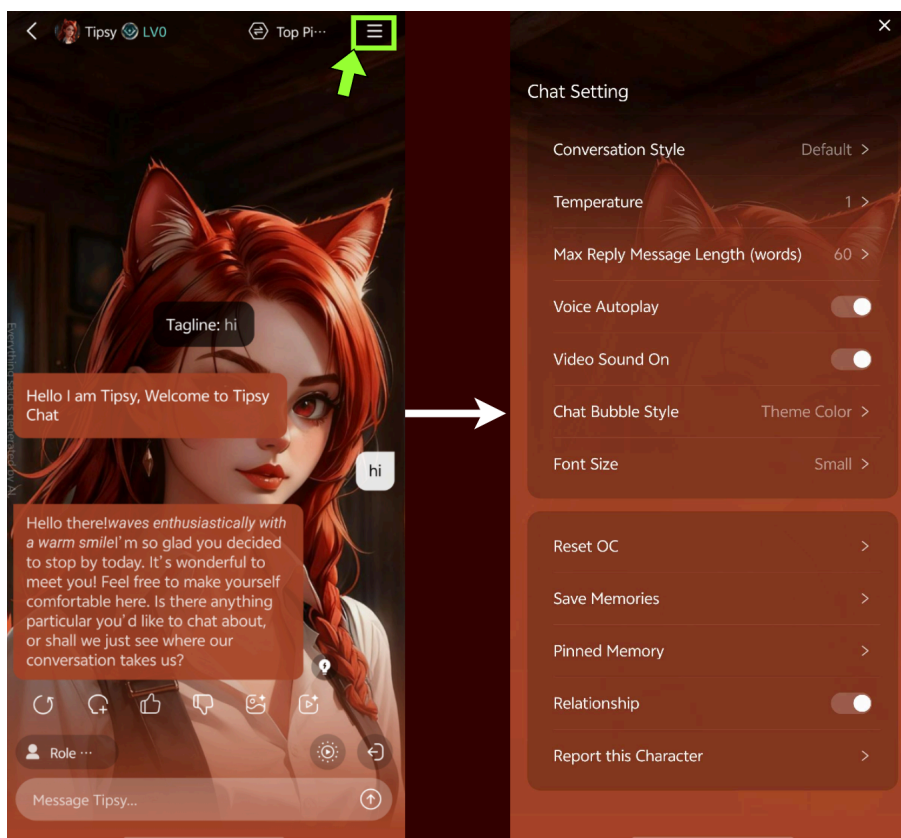 Tipsy LV0
Top Pi...
Tagline: hi
Hello I am Tipsy, Welcome to Tipsy
Chat
hi
Hello there!waves enthusiastically with
a warm smileI'm so glad you decided
to stop by today. It's wonderful to
meet you! Feel free to make yourself
comfortable here. Is there anything
particular you'd like to chat about,
or shall we just see where our
conversation takes us?
Role ...
Message Tipsy...
Chat Setting
Conversation Style Default >
Temperature 1 >
Max Reply Message Length (words) 60 >
Voice Autoplay
Video Sound On
Chat Bubble Style Theme Color >
Font Size Small >
Reset OC >
Save Memories >
Pinned Memory >
Relationship
Report this Character >